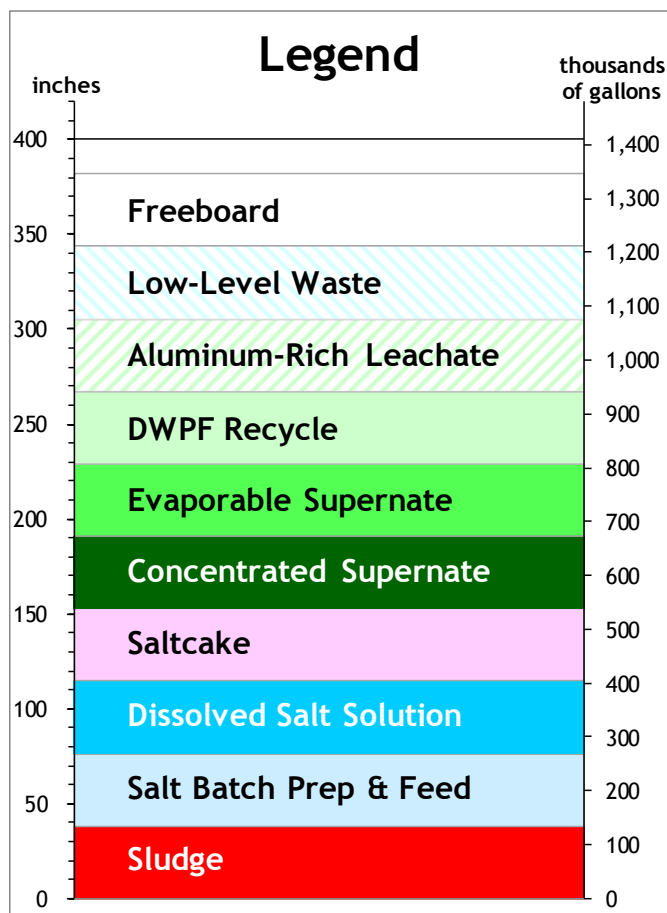 Legend
inches
thousands
of gallons
400
1,400
1,300
Freeboard
350
1,200
Low-Level Waste
1,100
300
Aluminum-Rich Leachate
1,000
250
DWPF Recycle
900
800
Evaporable Supernate
200
700
Concentrated Supernate
600
150
Saltcake
500
400
100
Dissolved Salt Solution
300
Salt Batch Prep & Feed
200
50
100
Sludge
0
0